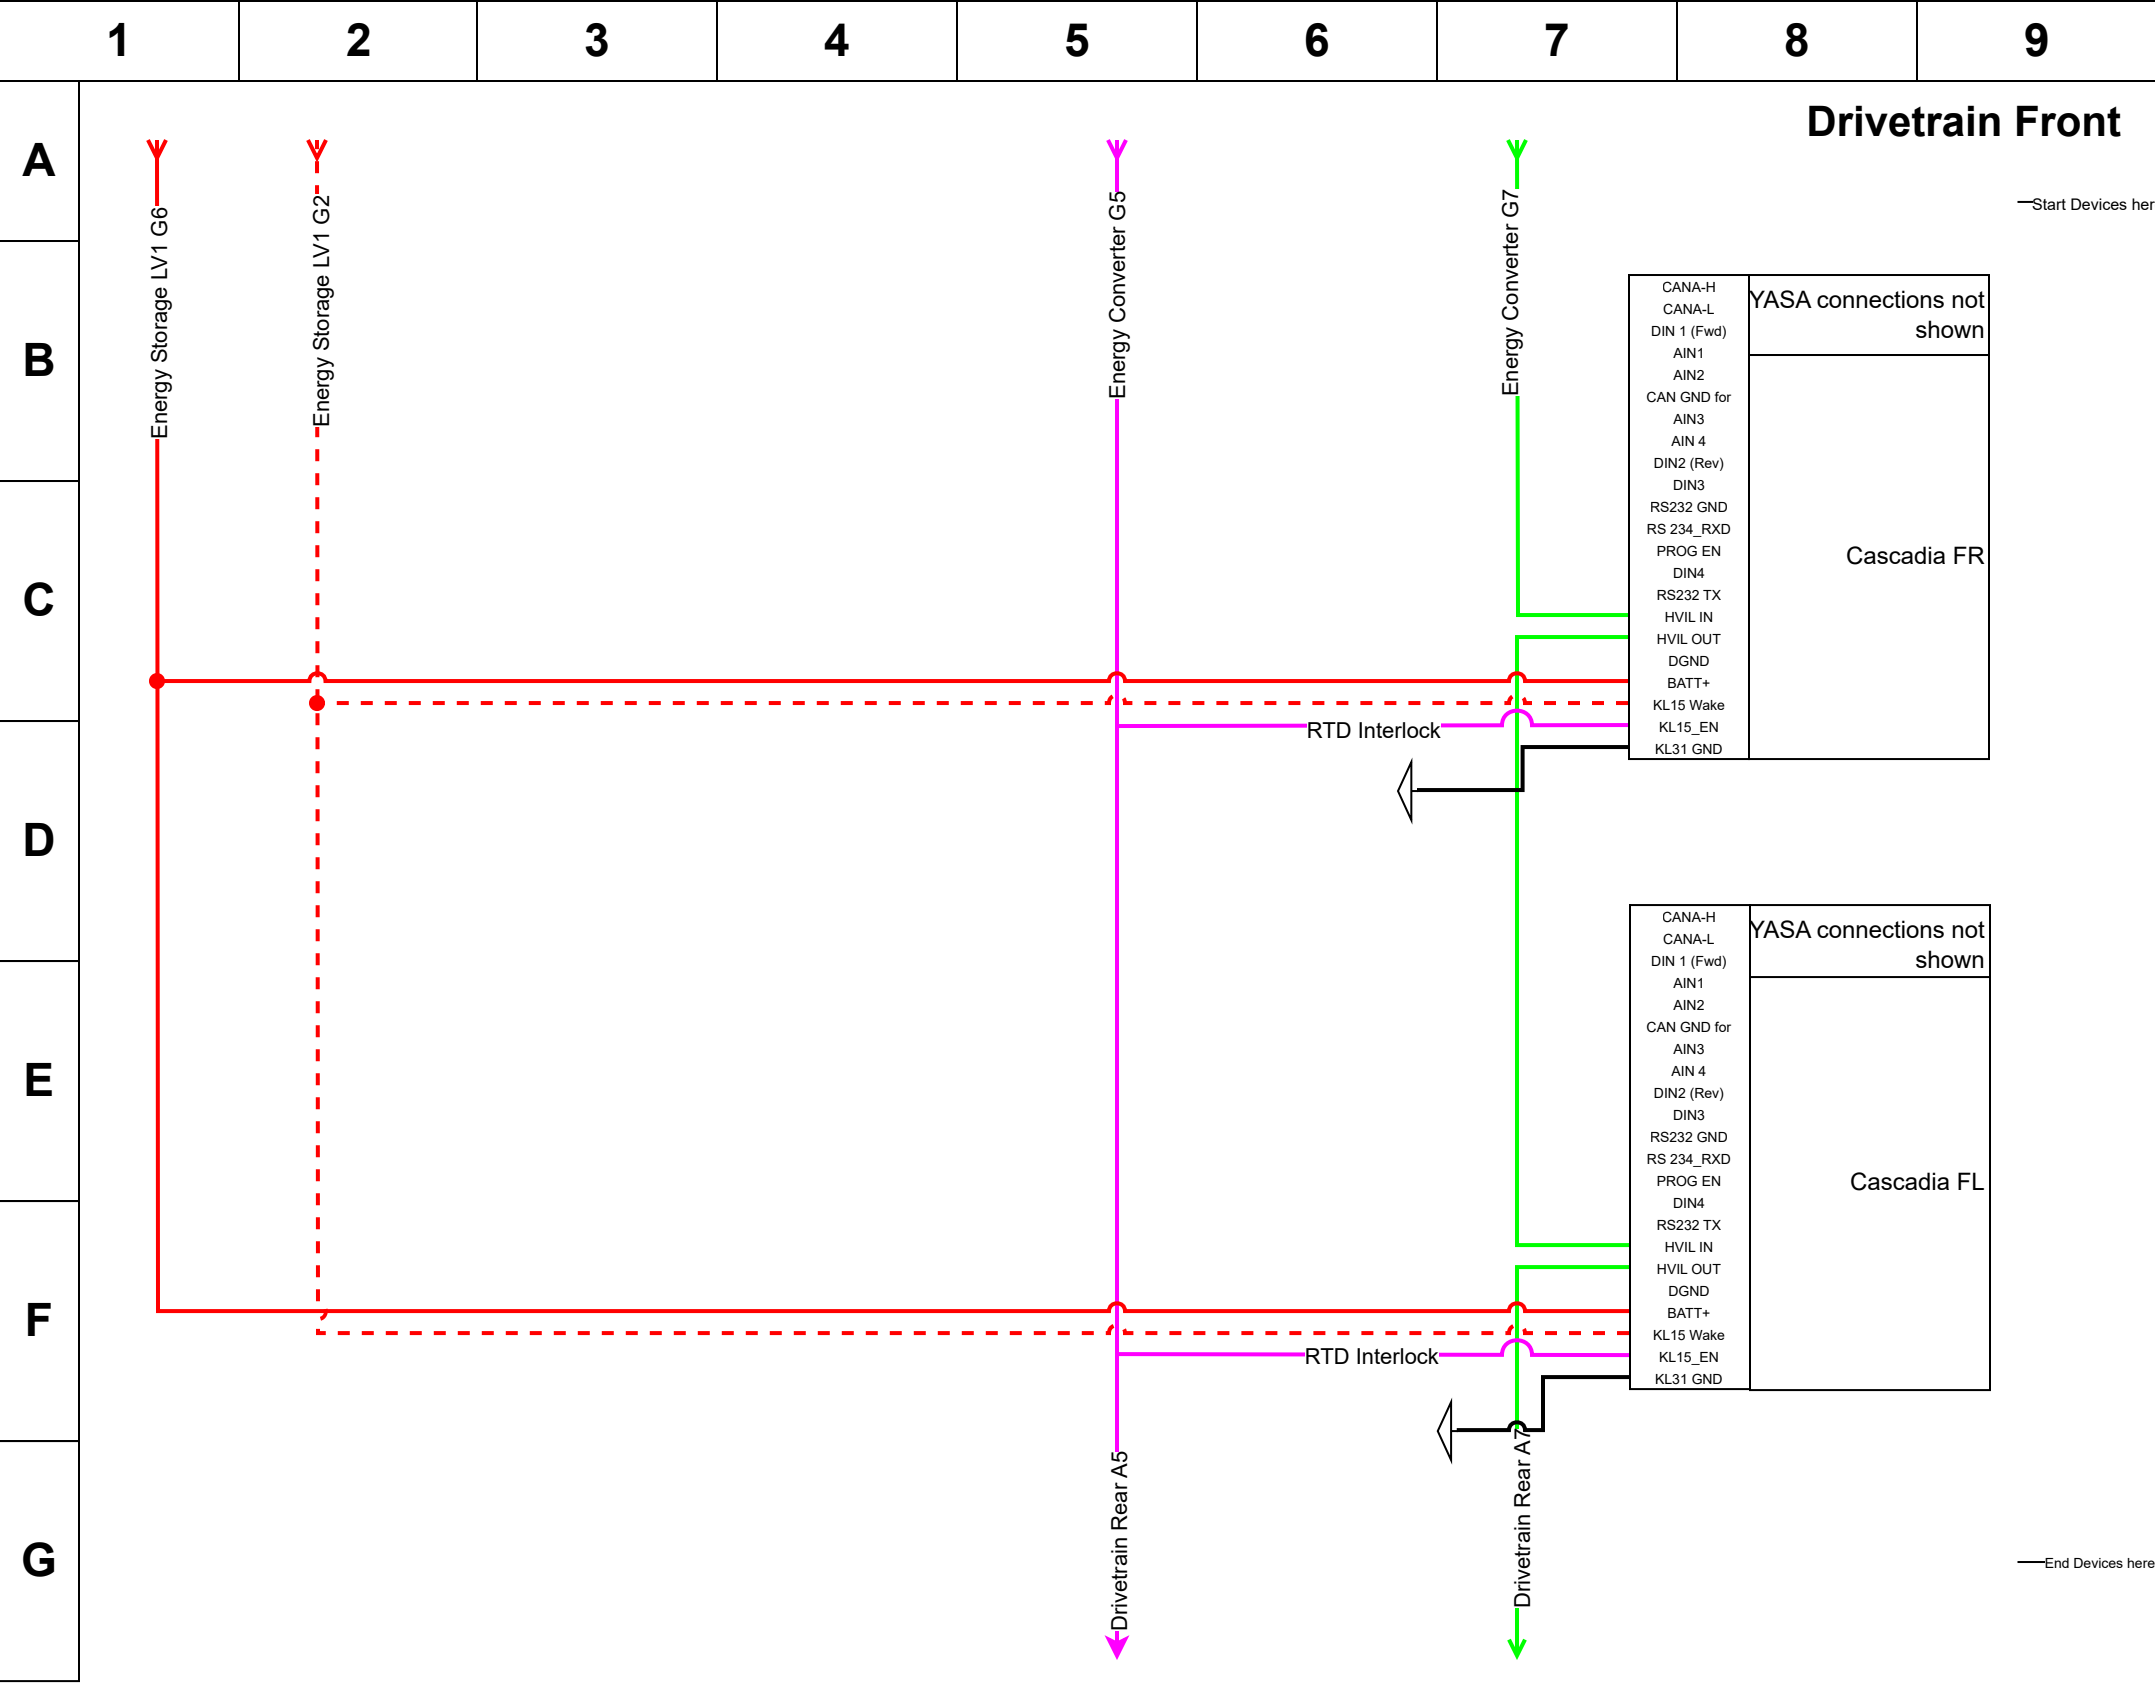 1 2 3 4 5 6 7 8 9
A
B
C
D
E
F
G
Drivetrain Front
Start Devices her
Energy Storage LV1 G6
Energy Storage LV1 G2
Energy Converter G5
Energy Converter G7
CANA-H
CANA-L
DIN 1 (Fwd)
AIN1
AIN2
CAN GND for
AIN3
AIN 4
DIN2 (Rev)
DIN3
RS232 GND
RS 234_RXD
PROG EN
DIN4
RS232 TX
HVIL IN
HVIL OUT
DGND
BATT+
KL15 Wake
KL15_EN
KL31 GND
YASA connections not
shown
Cascadia FR
RTD Interlock
CANA-H
CANA-L
DIN 1 (Fwd)
AIN1
AIN2
CAN GND for
AIN3
AIN 4
DIN2 (Rev)
DIN3
RS232 GND
RS 234_RXD
PROG EN
DIN4
RS232 TX
HVIL IN
HVIL OUT
DGND
BATT+
KL15 Wake
KL15_EN
KL31 GND
YASA connections not
shown
Cascadia FL
RTD Interlock
Drivetrain Rear A5
Drivetrain Rear A7
End Devices here